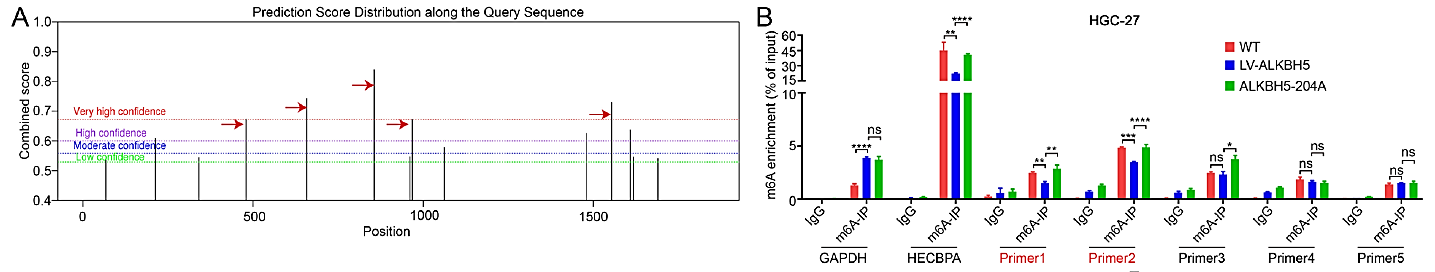 A
Prediction Score Distribution along the Query Sequence
Combined score
1.0
0.9
0.8
0.7
0.6
0.5
0.4
Very high confidence
High confidence
Moderate confidence
Low confidence
0 500 1000 1500
Position
B
HGC-27
m6A enrichment (% of input)
60
45
30
15
10
5
0
WT
LV-ALKBH5
ALKBH5-204A
**** ns
** ****
** **
*** ****
ns *
ns ns
ns ns
IgG m6A-IP IgG m6A-IP IgG m6A-IP IgG m6A-IP IgG m6A-IP IgG m6A-IP IgG m6A-IP
GAPDH HECBPA Primer1 Primer2 Primer3 Primer4 Primer5